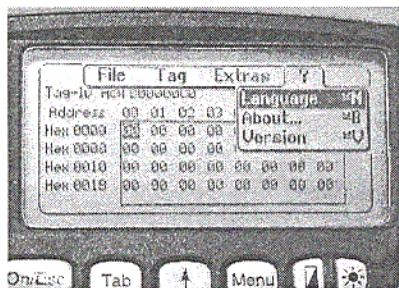 File Tag Extras ?
Tag-ID
Language... ⌘N
Address 00 01 02 03
About... ⌘B
Hex 0000 00 00 00 00
Version ⌘V
Hex 00 00 00 00
Hex 0010 00 00 00 00 00 00 00 00
Hex 0018 00 00 00 00 00 00 00 00
On/Esc Tab Menu